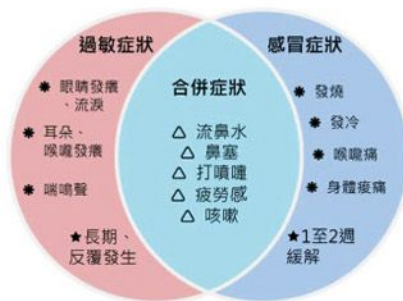 過敏症狀
✸ 眼睛發癢
、流淚
✸ 耳朵、
喉嚨發癢
✸ 喘鳴聲
★長期、
反覆發生
合併症狀
△ 流鼻水
△ 鼻塞
△ 打噴嚏
△ 疲勞感
△ 咳嗽
感冒症狀
✸ 發燒
✸ 發冷
✸ 喉嚨痛
✸ 身體痠痛
★1至2週
緩解